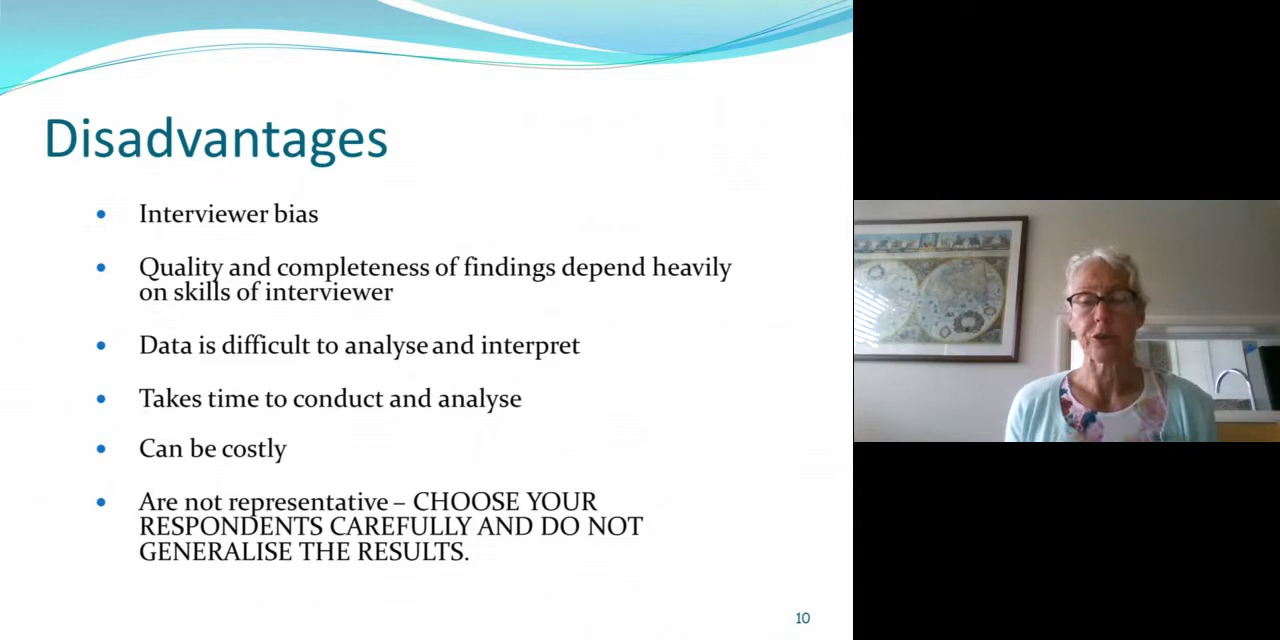 Disadvantages
• Interviewer bias
• Quality and completeness of findings depend heavily
on skills of interviewer
• Data is difficult to analyse and interpret
• Takes time to conduct and analyse
• Can be costly
• Are not representative – CHOOSE YOUR
RESPONDENTS CAREFULLY AND DO NOT
GENERALISE THE RESULTS.
10